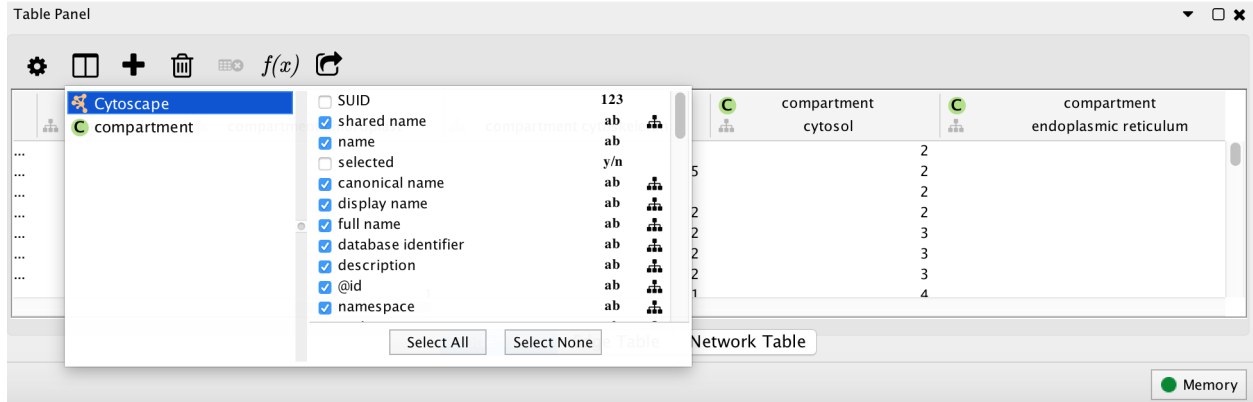 Table Panel
f(x)
Cytoscape
C compartment
SUID 123
shared name ab
name ab
selected y/n
canonical name ab
display name ab
full name ab
database identifier ab
description ab
@id ab
namespace ab
Select All Select None
C compartment
cytosol
C compartment
endoplasmic reticulum
...
...
...
...
...
...
...
2
5 2
2
2 2
2 3
2 3
2 3
1 4
Table
Network Table
Memory